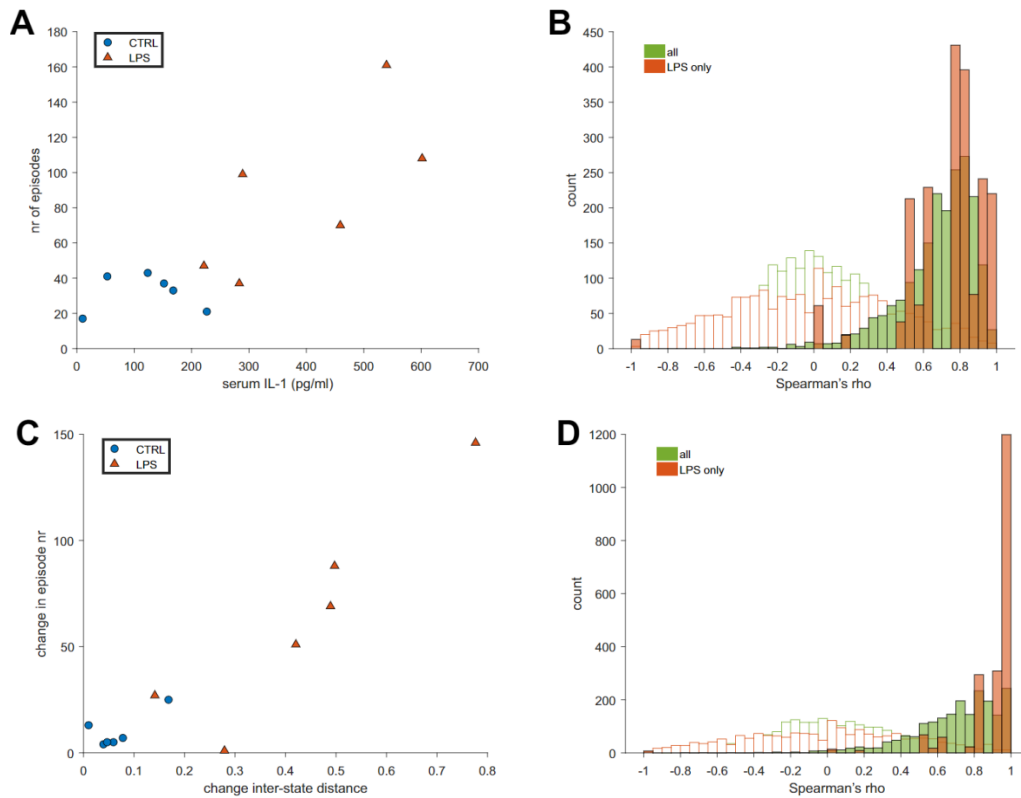 A
CTRL
LPS
nr of episodes
180
160
140
120
100
80
60
40
20
0
0 100 200 300 400 500 600 700
serum IL-1 (pg/ml)
B
all
LPS only
count
450
400
350
300
250
200
150
100
50
0
-1 -0.8 -0.6 -0.4 -0.2 0 0.2 0.4 0.6 0.8 1
Spearman's rho
C
CTRL
LPS
change in episode nr
150
100
50
0
0 0.1 0.2 0.3 0.4 0.5 0.6 0.7 0.8
change inter-state distance
D
all
LPS only
count
1200
1000
800
600
400
200
0
-1 -0.8 -0.6 -0.4 -0.2 0 0.2 0.4 0.6 0.8 1
Spearman's rho